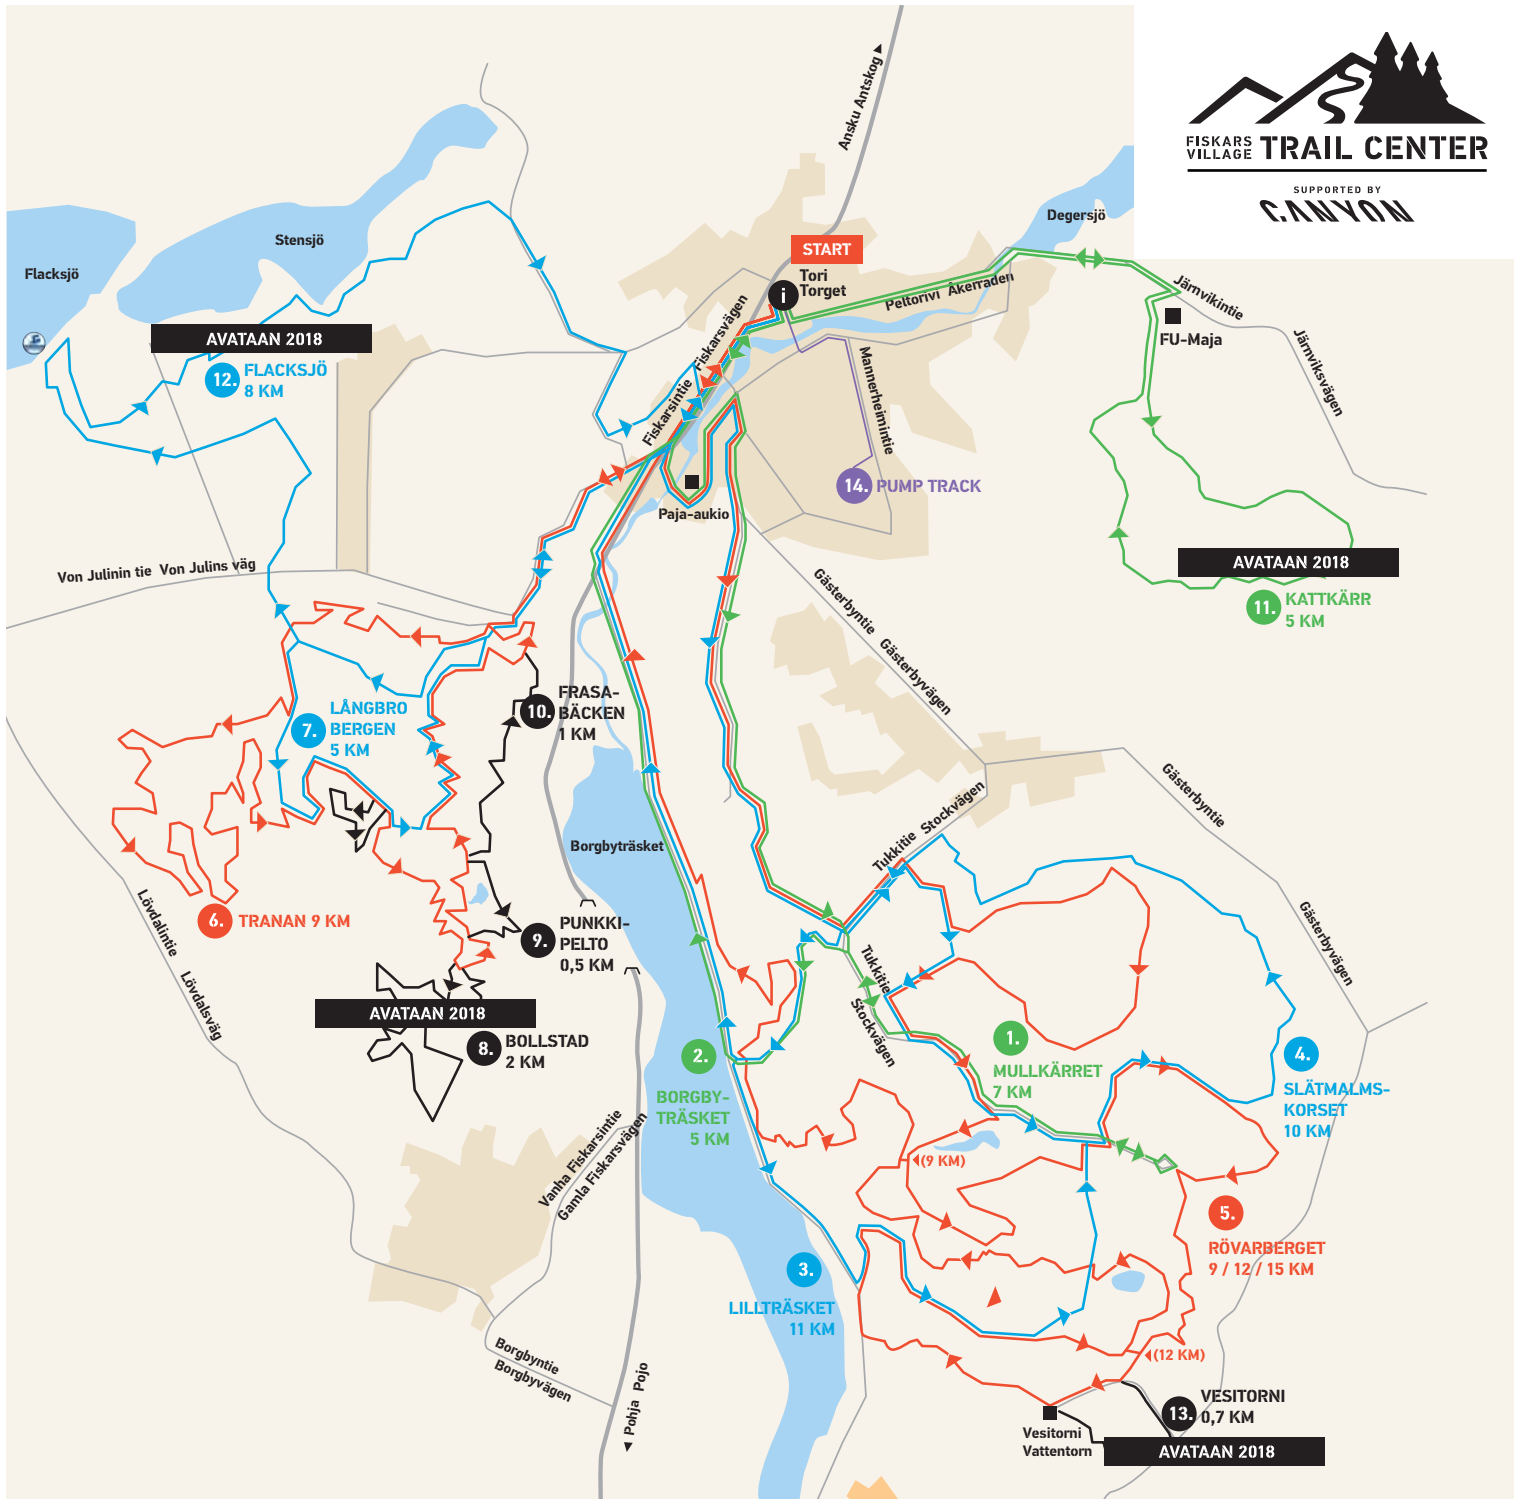 FISKARS
VILLAGE
TRAIL CENTER
SUPPORTED BY
CANYON
Ansku Antskog
Degersjö
Stensjö
Flacksjö
START
Tori
Torget
i
Peltorivi Åkerraden
Järnvikintie
Järnviksvägen
FU-Maja
AVATAAN 2018
12. FLACKSJÖ
8 KM
Fiskarsintie Fiskarsvägen
Mannerheimintie
14. PUMP TRACK
Paja-aukio
AVATAAN 2018
11. KATTKÄRR
5 KM
Von Julinin tie Von Julins väg
Gästerbyntie Gästerbyvägen
10. FRASA-
BÄCKEN
1 KM
7. LÅNGBRO
BERGEN
5 KM
Gästerbyntie
Gästerbyvägen
Tukkitie Stockvägen
Borgbyträsket
6. TRANAN 9 KM
9. PUNKKI-
PELTO
0,5 KM
Lövdalintie Lövdalsväg
Tukkitie
Stockvägen
AVATAAN 2018
8. BOLLSTAD
2 KM
1.
MULLKÄRRET
7 KM
2.
BORGBY-
TRÄSKET
5 KM
4.
SLÄTMALMS-
KORSET
10 KM
Vanha Fiskarsintie
Gamla Fiskarsvägen
(9 KM)
5.
RÖVARBERGET
9 / 12 / 15 KM
3.
LILLTRÄSKET
11 KM
(12 KM)
Borgbyntie
Borgbyvägen
Pohja Pojo
13. VESITORNI
0,7 KM
Vesitorni
Vattentorn
AVATAAN 2018